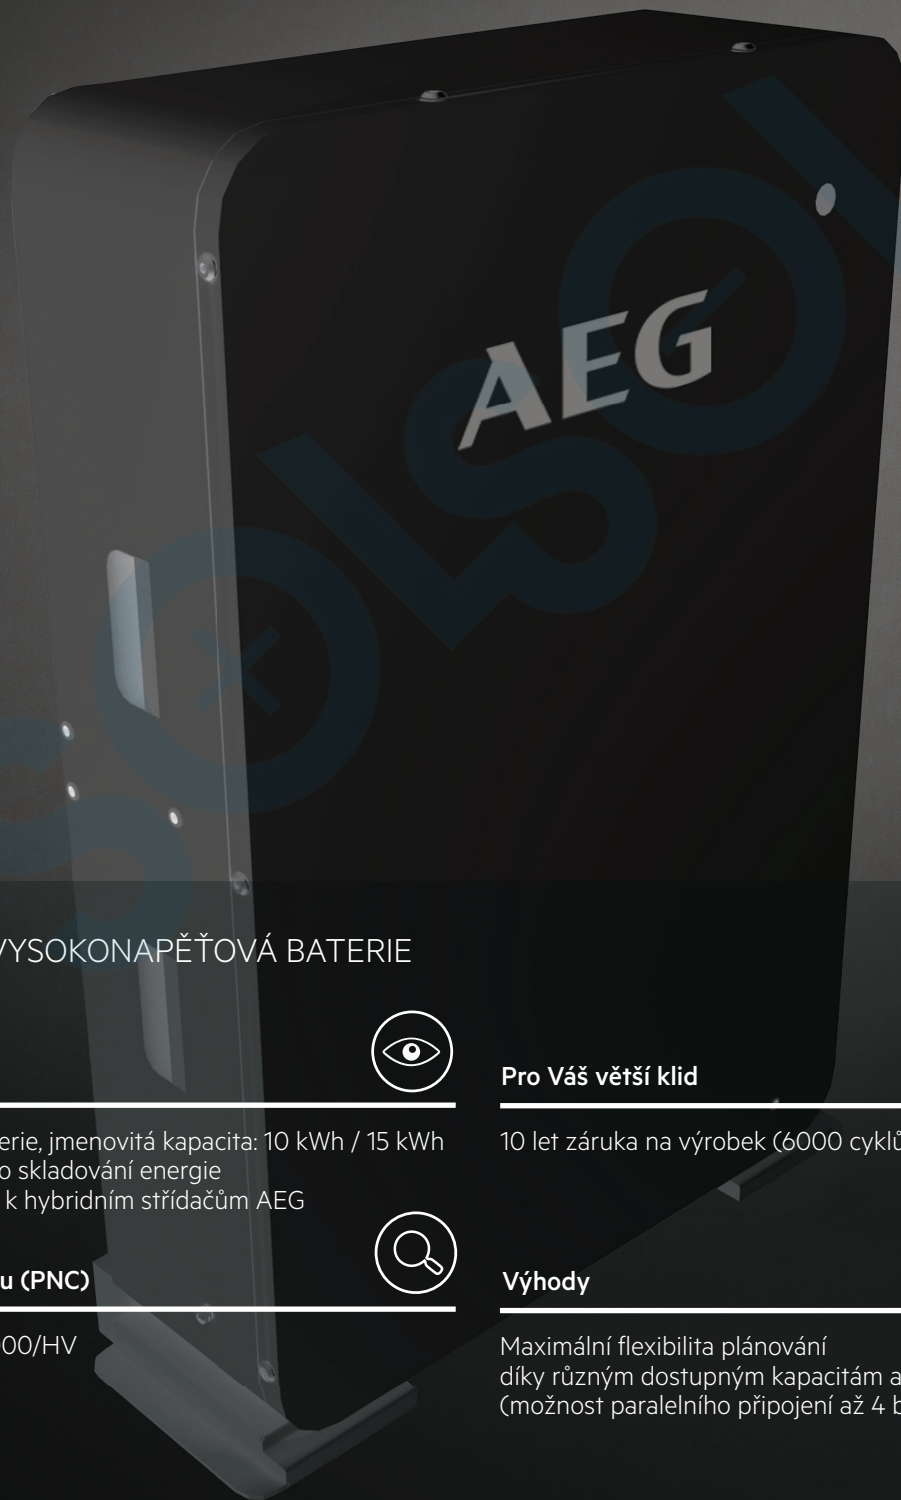 AEG
SOLSOL
VYSOKONAPĚŤOVÁ BATERIE
erie, jmenovitá kapacita: 10 kWh / 15 kWh
o skladování energie
k hybridním střídačům AEG
u (PNC)
00/HV
Pro Váš větší klid
10 let záruka na výrobek (6000 cyklů
Výhody
Maximální flexibilita plánování
díky různým dostupným kapacitám a
(možnost paralelního připojení až 4 b